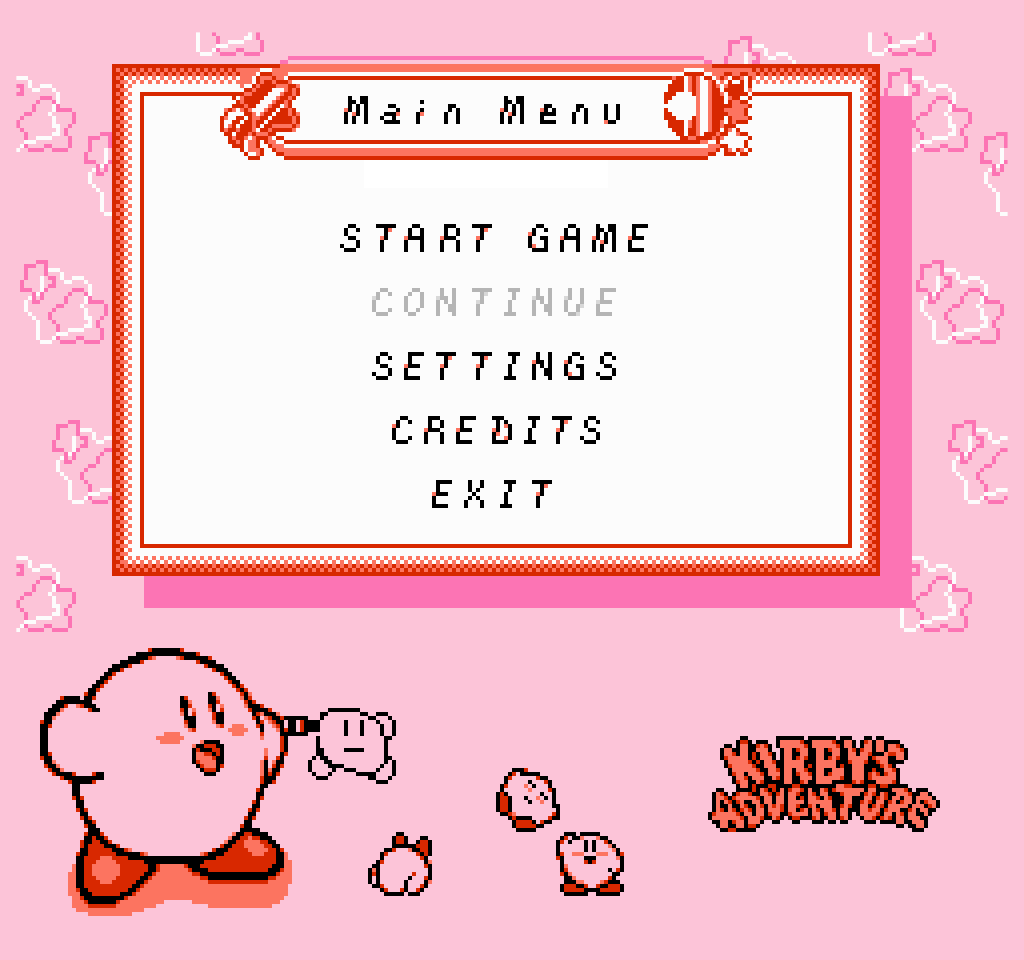 Main Menu
START GAME
CONTINUE
SETTINGS
CREDITS
EXIT
KIRBY'S
ADVENTURE